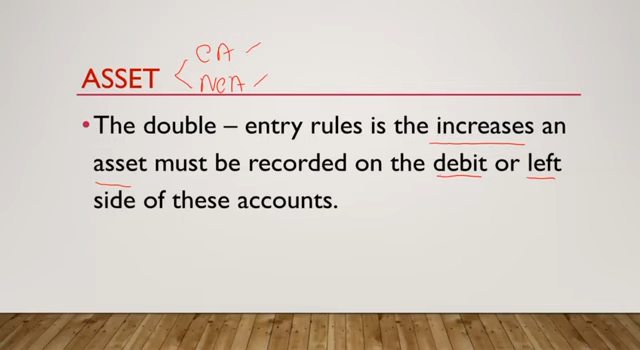 CA
ASSET
NCA
•The double – entry rules is the increases an
asset must be recorded on the debit or left
side of these accounts.